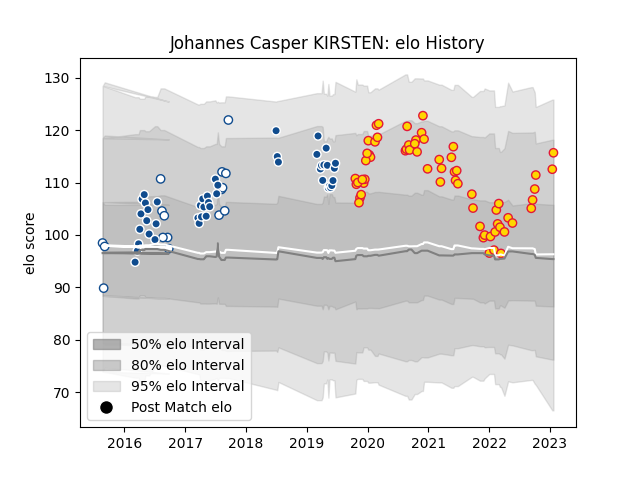 Johannes Casper KIRSTEN: elo History
elo score
130
120
110
100
90
80
70
50% elo Interval
80% elo Interval
95% elo Interval
Post Match elo
2016 2017 2018 2019 2020 2021 2022 2023